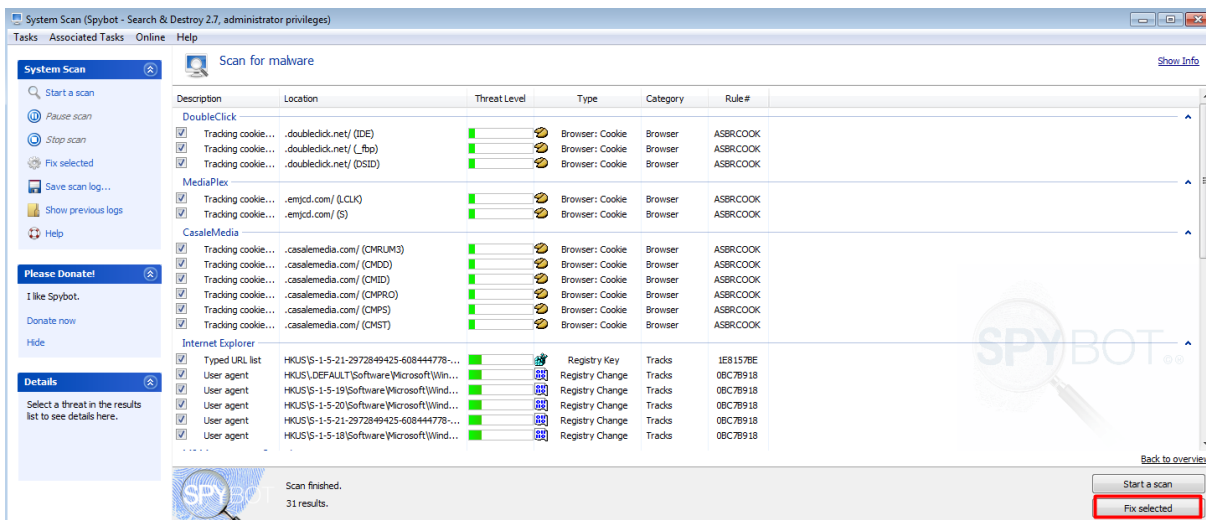 System Scan (Spybot - Search & Destroy 2.7, administrator privileges)
Tasks Associated Tasks Online Help
System Scan
Start a scan
Pause scan
Stop scan
Fix selected
Save scan log...
Show previous logs
Help
Please Donate!
I like Spybot.
Donate now
Hide
Details
Select a threat in the results
list to see details here.
Scan for malware
Show Info
Description Location Threat Level Type Category Rule#
DoubleClick
Tracking cookie... .doubleclick.net/ (IDE) Browser: Cookie Browser ASBRCOOK
Tracking cookie... .doubleclick.net/ (_fbp) Browser: Cookie Browser ASBRCOOK
Tracking cookie... .doubleclick.net/ (DSID) Browser: Cookie Browser ASBRCOOK
MediaPlex
Tracking cookie... .emjcd.com/ (LCLK) Browser: Cookie Browser ASBRCOOK
Tracking cookie... .emjcd.com/ (S) Browser: Cookie Browser ASBRCOOK
CasaleMedia
Tracking cookie... .casalemedia.com/ (CMRUM3) Browser: Cookie Browser ASBRCOOK
Tracking cookie... .casalemedia.com/ (CMDD) Browser: Cookie Browser ASBRCOOK
Tracking cookie... .casalemedia.com/ (CMID) Browser: Cookie Browser ASBRCOOK
Tracking cookie... .casalemedia.com/ (CMPRO) Browser: Cookie Browser ASBRCOOK
Tracking cookie... .casalemedia.com/ (CMPS) Browser: Cookie Browser ASBRCOOK
Tracking cookie... .casalemedia.com/ (CMST) Browser: Cookie Browser ASBRCOOK
Internet Explorer
Typed URL list HKUS\S-1-5-21-2972849425-608444778-... Registry Key Tracks 1E8157BE
User agent HKUS\.DEFAULT\Software\Microsoft\Win... Registry Change Tracks 0BC7B918
User agent HKUS\S-1-5-19\Software\Microsoft\Wind... Registry Change Tracks 0BC7B918
User agent HKUS\S-1-5-20\Software\Microsoft\Wind... Registry Change Tracks 0BC7B918
User agent HKUS\S-1-5-21-2972849425-608444778-... Registry Change Tracks 0BC7B918
User agent HKUS\S-1-5-18\Software\Microsoft\Wind... Registry Change Tracks 0BC7B918
SPYBOT
Back to overview
SPYBOT
Scan finished.
31 results.
Start a scan
Fix selected